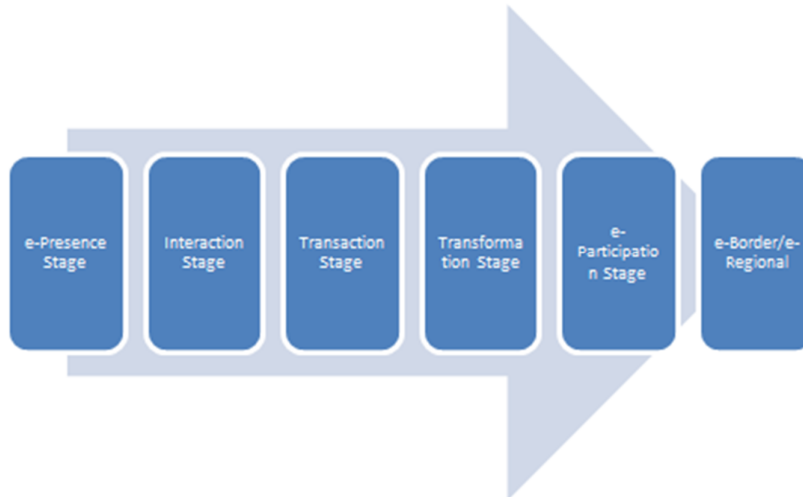 e-Presence
Stage
Interaction
Stage
Transaction
Stage
Transforma
tion Stage
e-
Participatio
n Stage
e-Border/e-
Regional